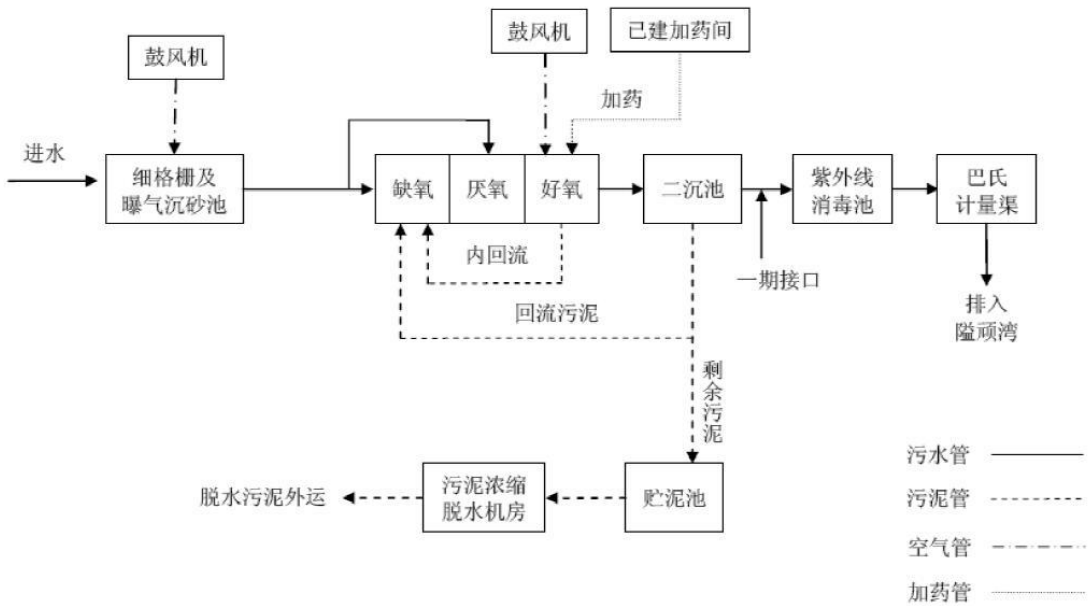 鼓风机
鼓风机
已建加药间
加药
进水
细格栅及
曝气沉砂池
缺氧
厌氧
好氧
二沉池
紫外线
消毒池
巴氏
计量渠
内回流
一期接口
回流污泥
排入
隘顽湾
剩余污泥
脱水污泥外运
污泥浓缩
脱水机房
贮泥池
污水管
污泥管
空气管
加药管